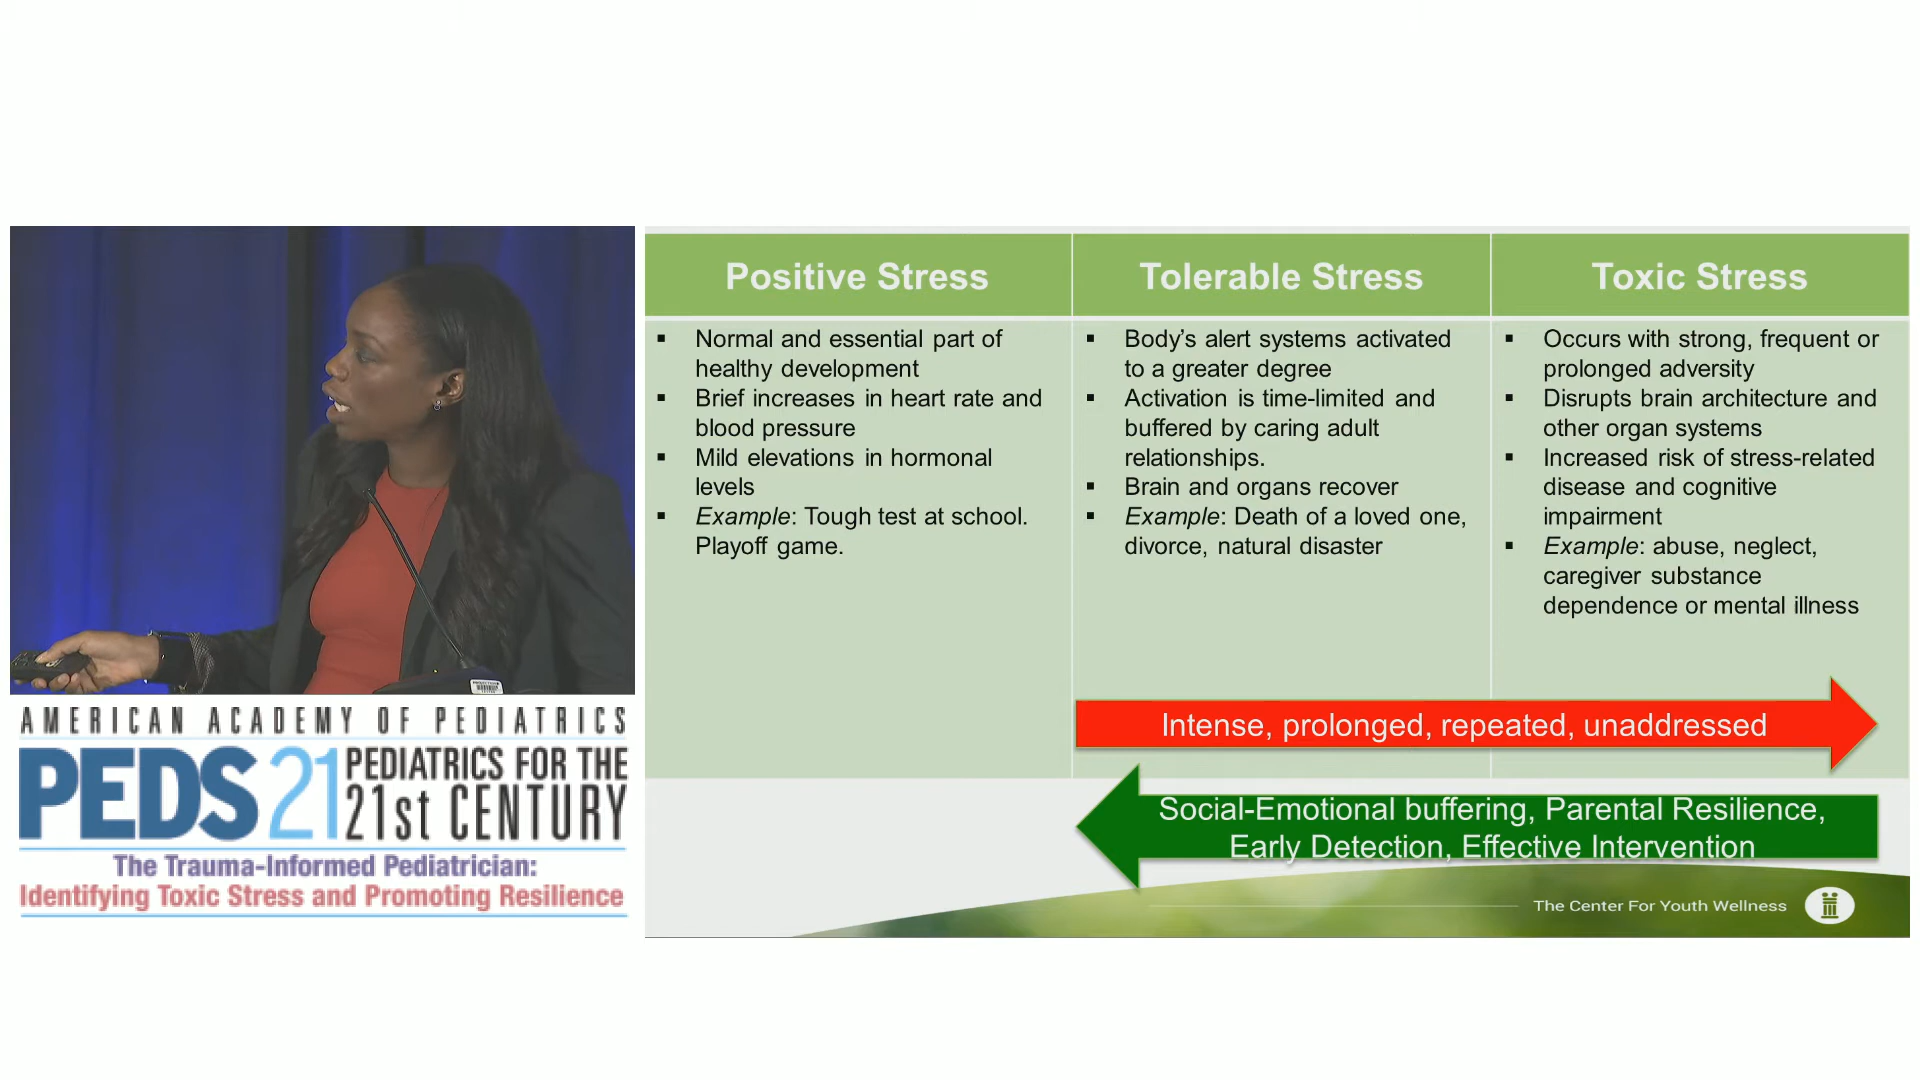 AMERICAN ACADEMY OF PEDIATRICS
PEDS 21 PEDIATRICS FOR THE
21st CENTURY
The Trauma-Informed Pediatrician:
Identifying Toxic Stress and Promoting Resilience
Positive Stress
▪ Normal and essential part of
healthy development
▪ Brief increases in heart rate and
blood pressure
▪ Mild elevations in hormonal
levels
▪ Example: Tough test at school.
Playoff game.
Tolerable Stress
▪ Body’s alert systems activated
to a greater degree
▪ Activation is time-limited and
buffered by caring adult
relationships.
▪ Brain and organs recover
▪ Example: Death of a loved one,
divorce, natural disaster
Toxic Stress
▪ Occurs with strong, frequent or
prolonged adversity
▪ Disrupts brain architecture and
other organ systems
▪ Increased risk of stress-related
disease and cognitive
impairment
▪ Example: abuse, neglect,
caregiver substance
dependence or mental illness
Intense, prolonged, repeated, unaddressed
Social-Emotional buffering, Parental Resilience,
Early Detection, Effective Intervention
The Center For Youth Wellness